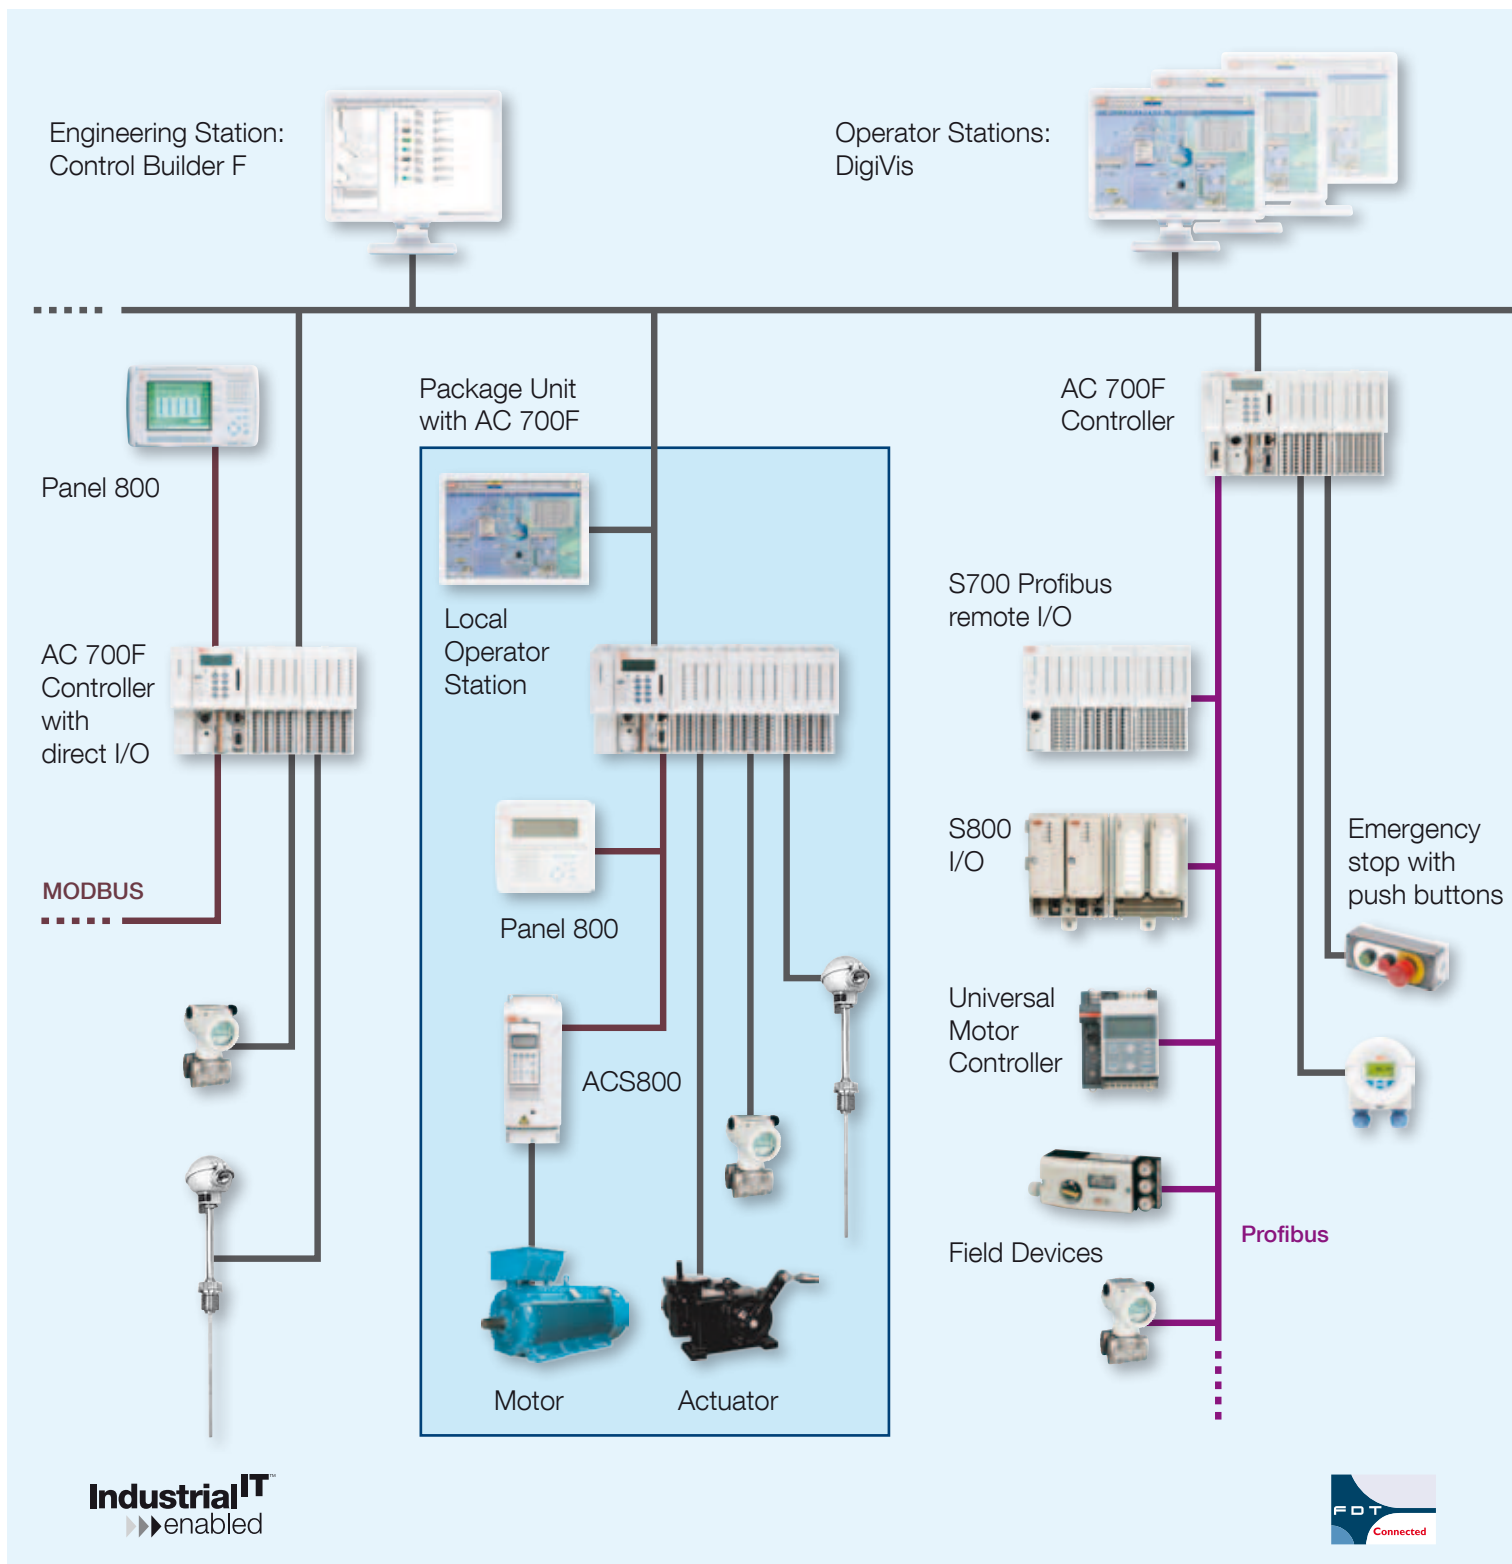 Engineering Station:
Control Builder F
Operator Stations:
DigiVis
Package Unit
with AC 700F
AC 700F
Controller
Panel 800
S700 Profibus
remote I/O
Local
Operator
Station
AC 700F
Controller
with
direct I/O
S800
I/O
Emergency
stop with
push buttons
MODBUS
Panel 800
Universal
Motor
Controller
ACS800
Profibus
Field Devices
Motor
Actuator
Industrial IT™
enabled
FDT
Connected